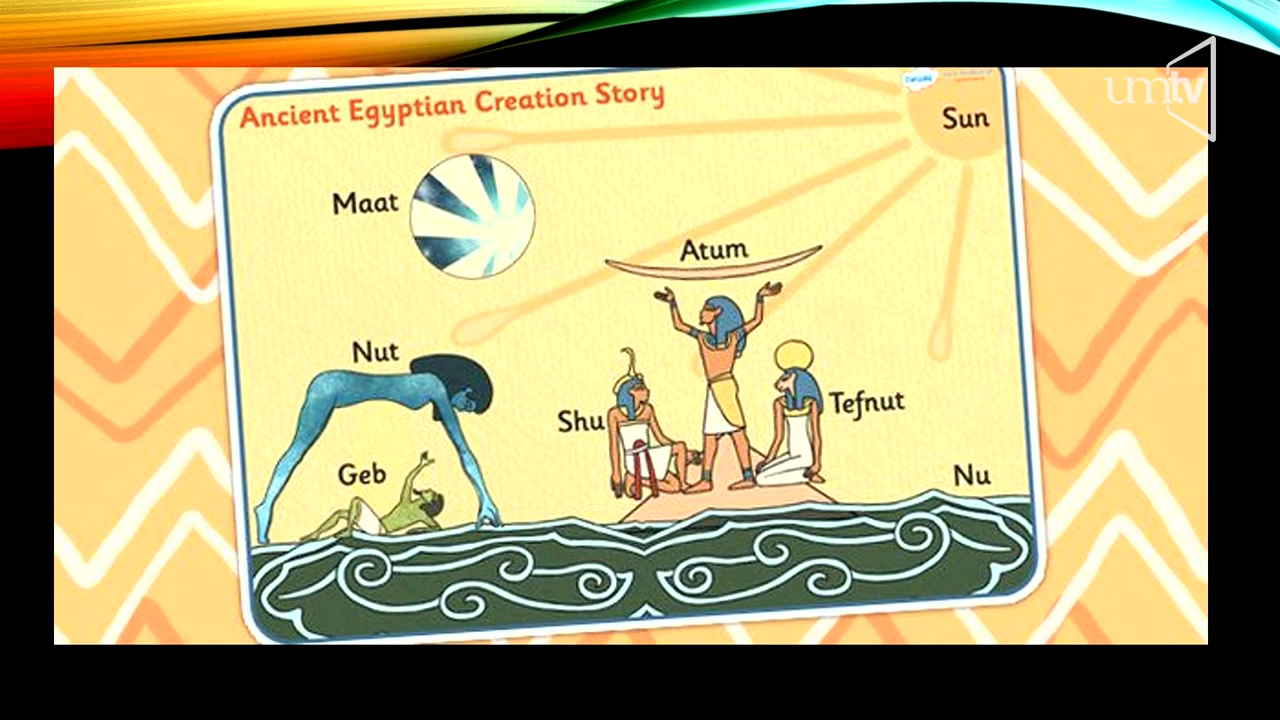 Ancient Egyptian Creation Story
Sun
umtv
Maat
Atum
Nut
Shu
Tefnut
Geb
Nu